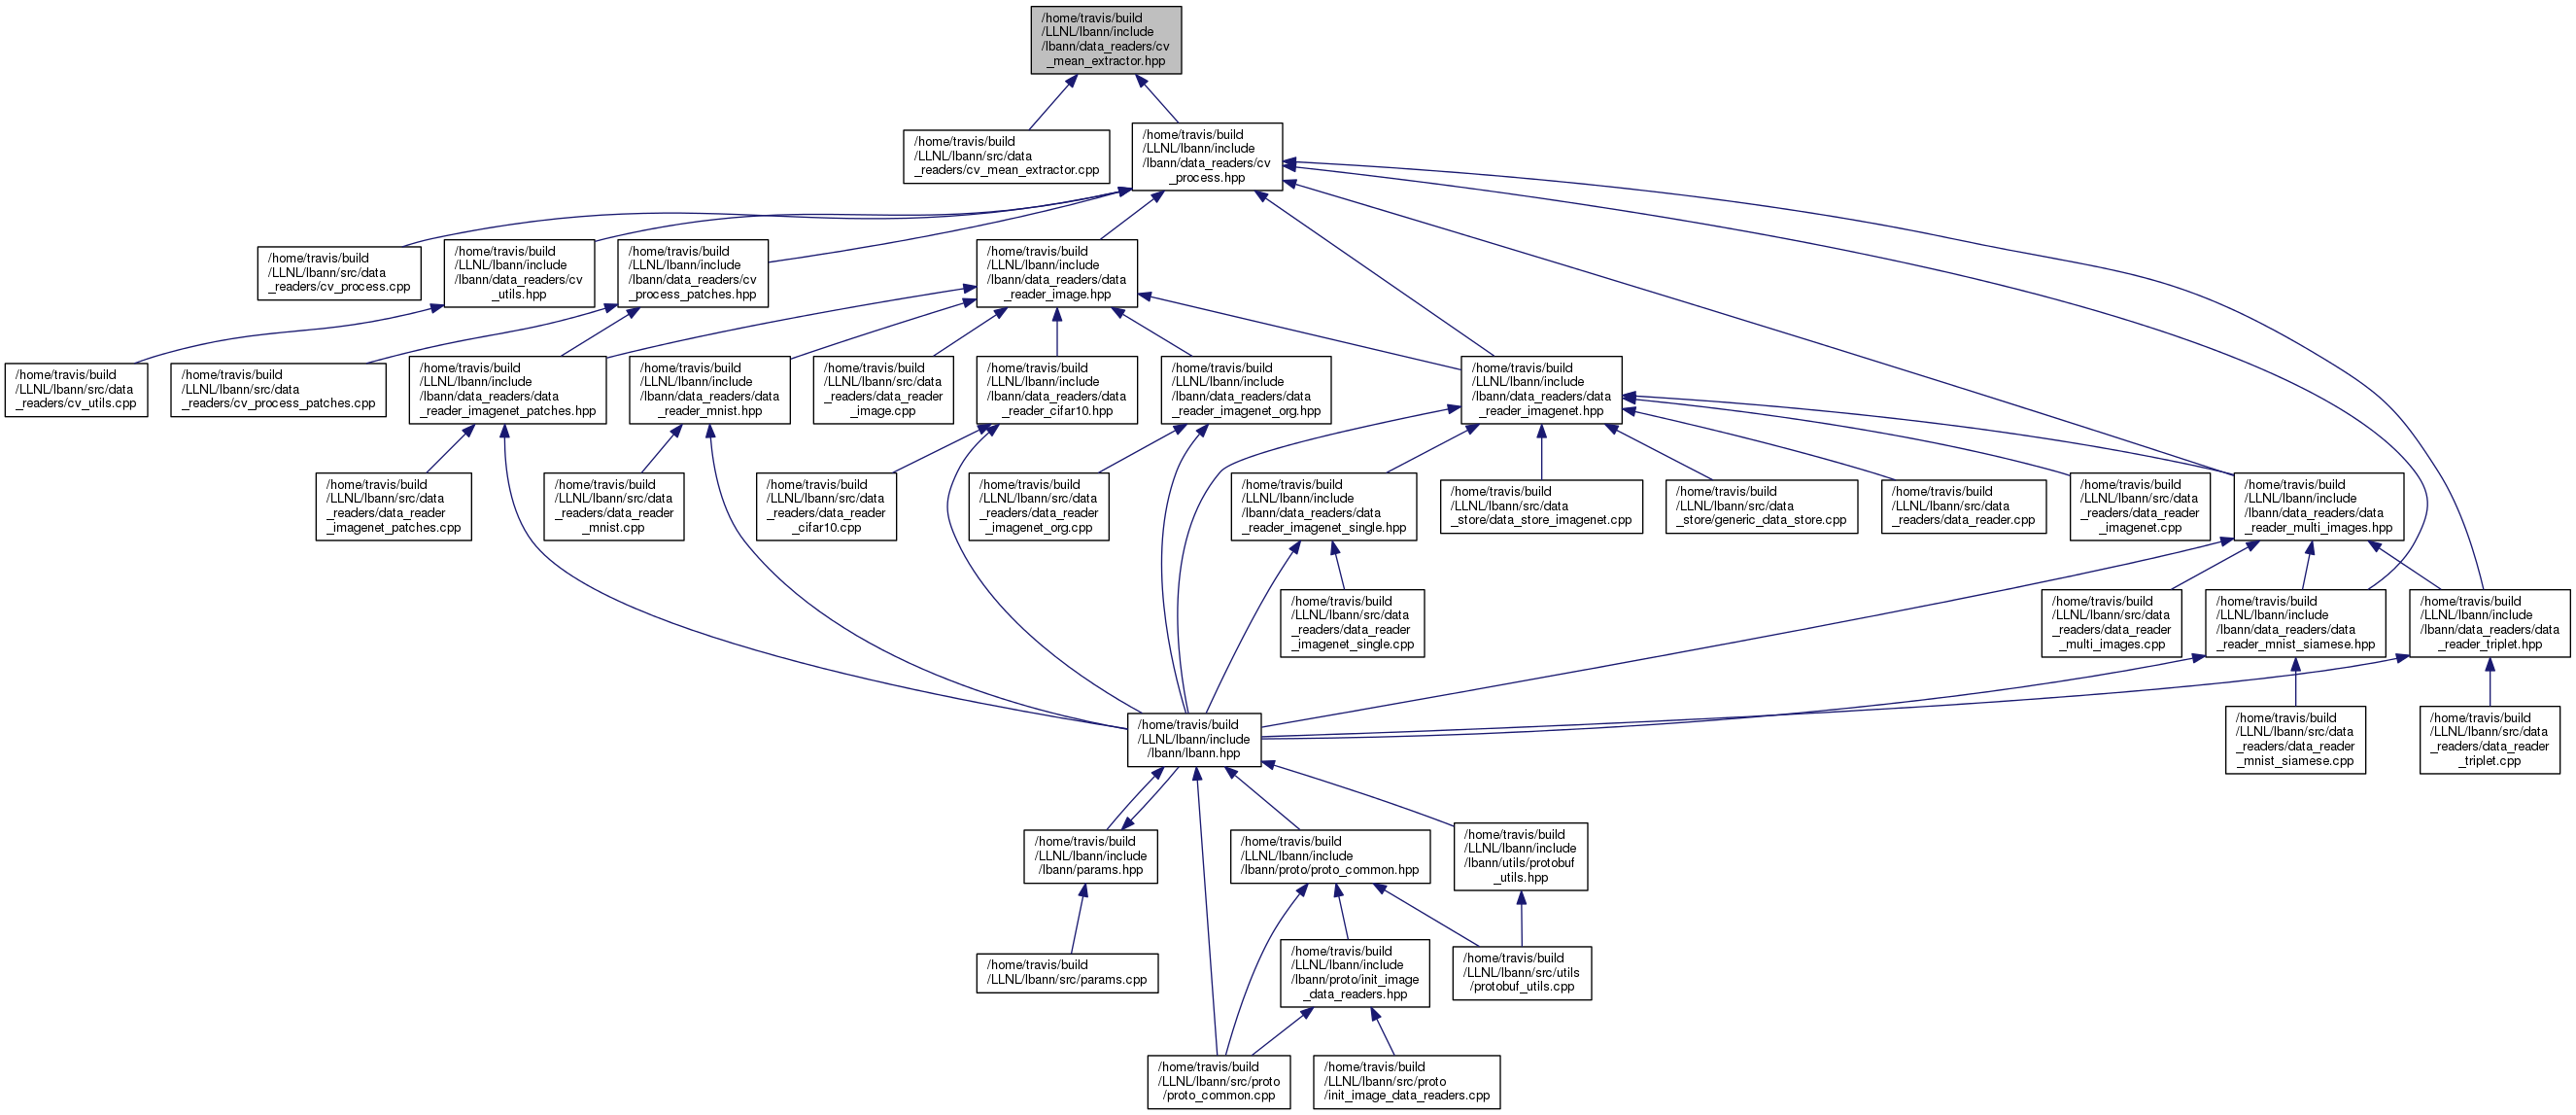 /home/travis/build
/LLNL/lbann/include
/lbann/data_readers/cv
_mean_extractor.hpp
/home/travis/build
/LLNL/lbann/src/data
_readers/cv_mean_extractor.cpp
/home/travis/build
/LLNL/lbann/include
/lbann/data_readers/cv
_process.hpp
/home/travis/build
/LLNL/lbann/src/data
_readers/cv_process.cpp
/home/travis/build
/LLNL/lbann/include
/lbann/data_readers/cv
_utils.hpp
/home/travis/build
/LLNL/lbann/include
/lbann/data_readers/cv
_process_patches.hpp
/home/travis/build
/LLNL/lbann/include
/lbann/data_readers/data
_reader_image.hpp
/home/travis/build
/LLNL/lbann/src/data
_readers/cv_utils.cpp
/home/travis/build
/LLNL/lbann/src/data
_readers/cv_process_patches.cpp
/home/travis/build
/LLNL/lbann/include
/lbann/data_readers/data
_reader_imagenet_patches.hpp
/home/travis/build
/LLNL/lbann/include
/lbann/data_readers/data
_reader_mnist.hpp
/home/travis/build
/LLNL/lbann/src/data
_readers/data_reader
_image.cpp
/home/travis/build
/LLNL/lbann/include
/lbann/data_readers/data
_reader_cifar10.hpp
/home/travis/build
/LLNL/lbann/include
/lbann/data_readers/data
_reader_imagenet_org.hpp
/home/travis/build
/LLNL/lbann/include
/lbann/data_readers/data
_reader_imagenet.hpp
/home/travis/build
/LLNL/lbann/src/data
_readers/data_reader
_imagenet_patches.cpp
/home/travis/build
/LLNL/lbann/src/data
_readers/data_reader
_mnist.cpp
/home/travis/build
/LLNL/lbann/src/data
_readers/data_reader
_cifar10.cpp
/home/travis/build
/LLNL/lbann/src/data
_readers/data_reader
_imagenet_org.cpp
/home/travis/build
/LLNL/lbann/include
/lbann/data_readers/data
_reader_imagenet_single.hpp
/home/travis/build
/LLNL/lbann/src/data
_store/data_store_imagenet.cpp
/home/travis/build
/LLNL/lbann/src/data
_store/generic_data_store.cpp
/home/travis/build
/LLNL/lbann/src/data
_readers/data_reader.cpp
/home/travis/build
/LLNL/lbann/src/data
_readers/data_reader
_imagenet.cpp
/home/travis/build
/LLNL/lbann/include
/lbann/data_readers/data
_reader_multi_images.hpp
/home/travis/build
/LLNL/lbann/src/data
_readers/data_reader
_imagenet_single.cpp
/home/travis/build
/LLNL/lbann/src/data
_readers/data_reader
_multi_images.cpp
/home/travis/build
/LLNL/lbann/include
/lbann/data_readers/data
_reader_mnist_siamese.hpp
/home/travis/build
/LLNL/lbann/include
/lbann/data_readers/data
_reader_triplet.hpp
/home/travis/build
/LLNL/lbann/include
/lbann/lbann.hpp
/home/travis/build
/LLNL/lbann/src/data
_readers/data_reader
_mnist_siamese.cpp
/home/travis/build
/LLNL/lbann/src/data
_readers/data_reader
_triplet.cpp
/home/travis/build
/LLNL/lbann/include
/lbann/params.hpp
/home/travis/build
/LLNL/lbann/include
/lbann/proto/proto_common.hpp
/home/travis/build
/LLNL/lbann/include
/lbann/utils/protobuf
_utils.hpp
/home/travis/build
/LLNL/lbann/src/params.cpp
/home/travis/build
/LLNL/lbann/include
/lbann/proto/init_image
_data_readers.hpp
/home/travis/build
/LLNL/lbann/src/utils
/protobuf_utils.cpp
/home/travis/build
/LLNL/lbann/src/proto
/proto_common.cpp
/home/travis/build
/LLNL/lbann/src/proto
/init_image_data_readers.cpp